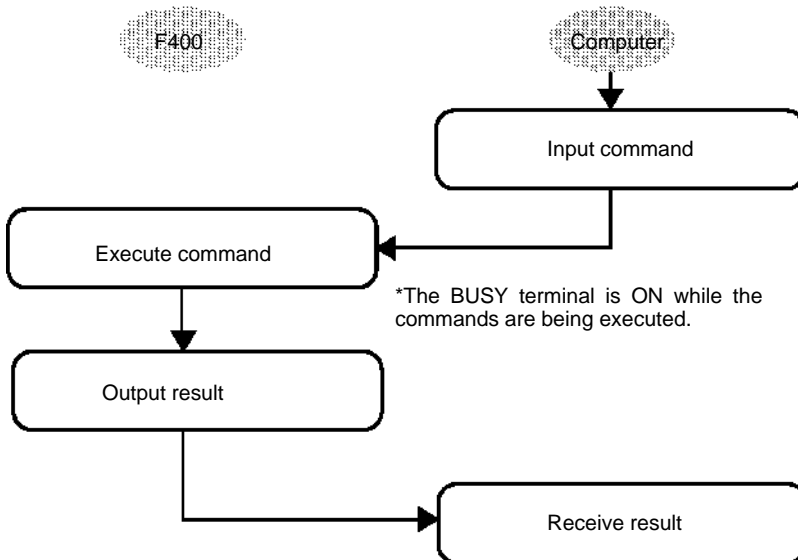 F400
Computer
Input command
Execute command
*The BUSY terminal is ON while the
commands are being executed.
Output result
Receive result